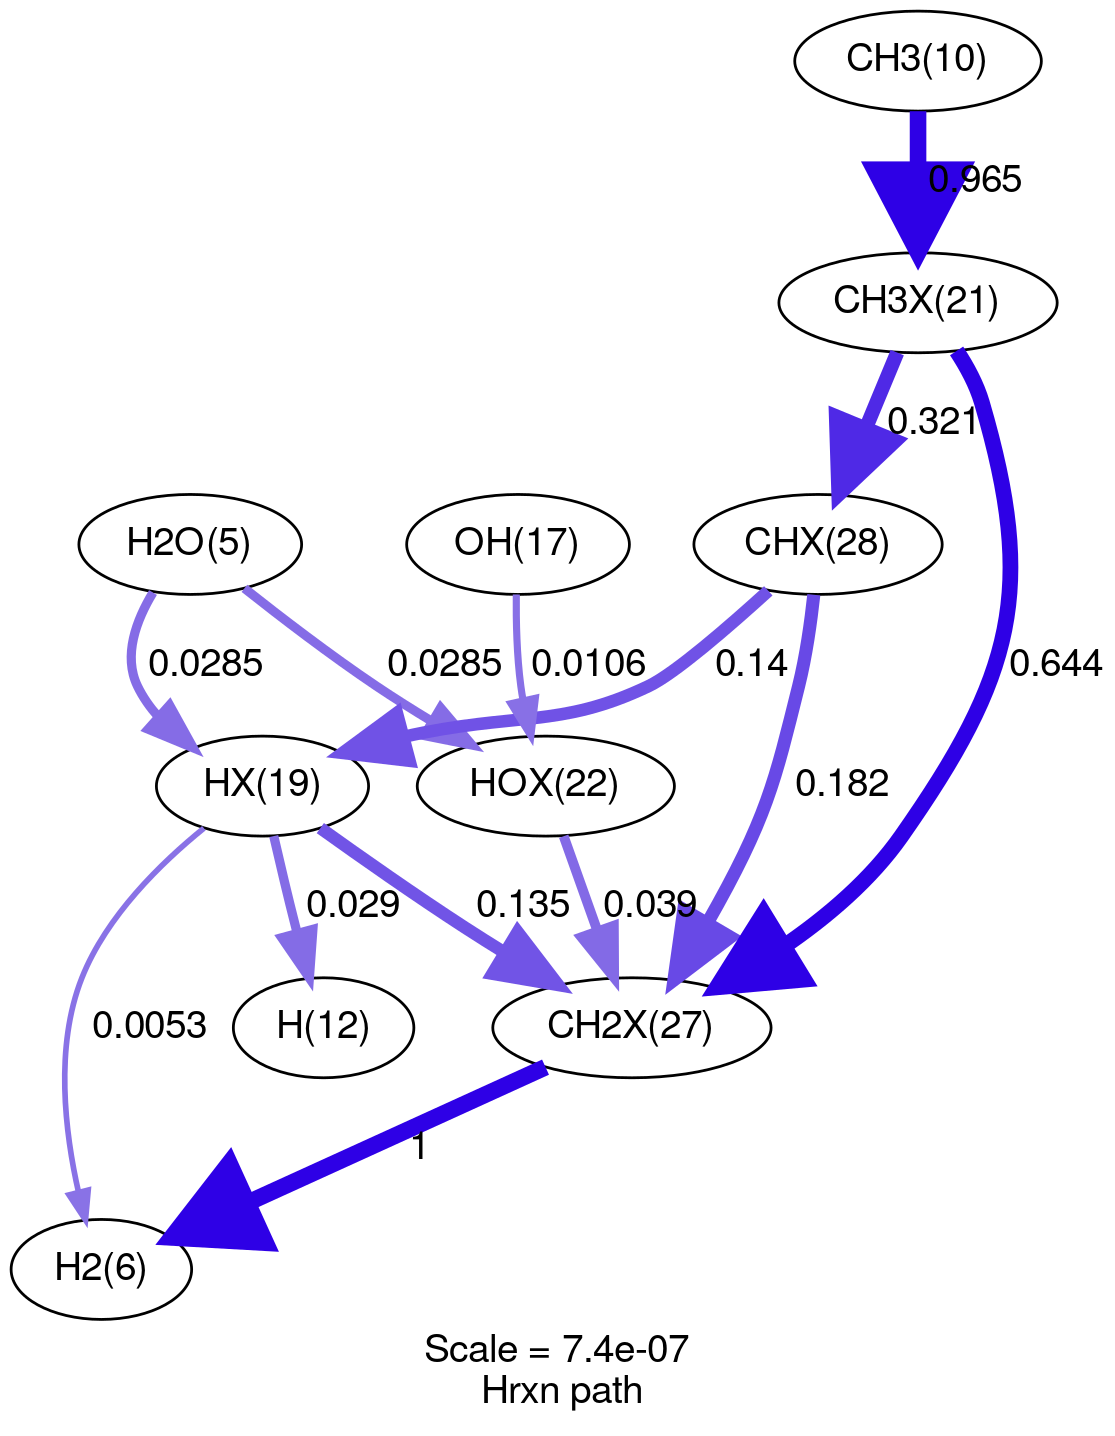 CH3(10)
0.965
CH3X(21)
0.321
H2O(5)
OH(17)
CHX(28)
0.0285
0.0285
0.0106
0.14
0.644
HX(19)
HOX(22)
0.182
0.029
0.135
0.039
0.0053
H(12)
CH2X(27)
1
H2(6)
Scale = 7.4e-07
Hrxn path